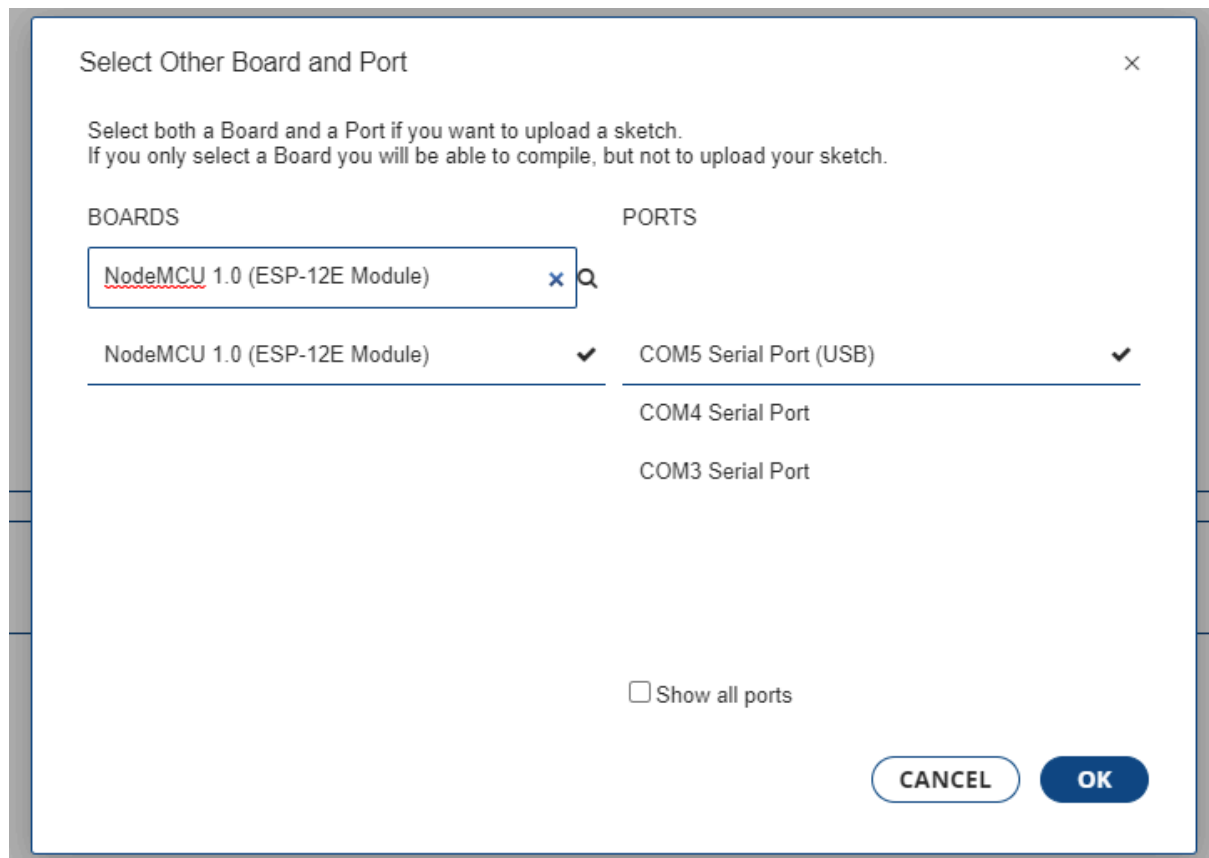 Select Other Board and Port
Select both a Board and a Port if you want to upload a sketch.
If you only select a Board you will be able to compile, but not to upload your sketch.
BOARDS
PORTS
NodeMCU 1.0 (ESP-12E Module)
NodeMCU 1.0 (ESP-12E Module)
COM5 Serial Port (USB)
COM4 Serial Port
COM3 Serial Port
Show all ports
CANCEL
OK